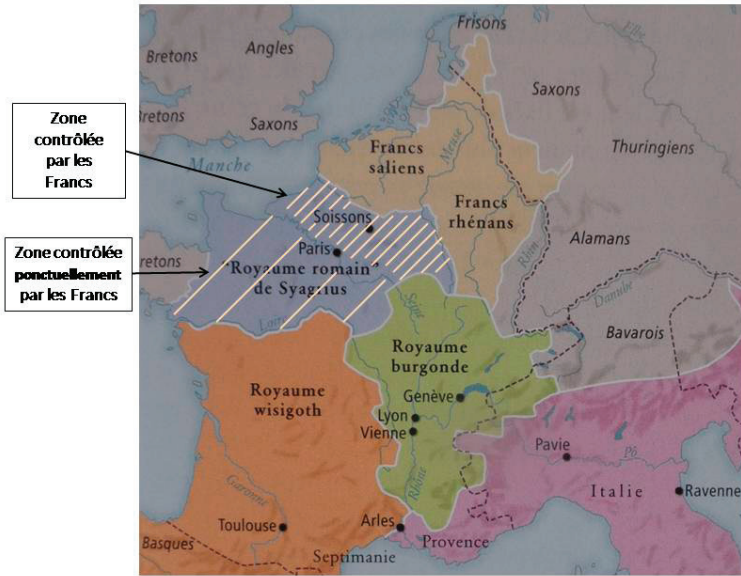 Frisons
Elbe
Bretons
Angles
Saxons
Zone
contrôlée
par les
Francs
Bretons
Saxons
Thuringiens
Manche
Francs
saliens
Meuse
Francs
rhénans
Soissons
Paris
Rhin
Alamans
Zone contrôlée
ponctuellement
par les Francs
Bretons
"Royaume romain"
de Syagrius
Seine
Loire
Danube
Bavarois
Royaume
burgonde
Royaume
wisigoth
Genève
Lyon
Vienne
Pavie
Pô
Rhône
Italie
Ravenne
Garonne
Toulouse
Arles
Provence
Basques
Septimanie